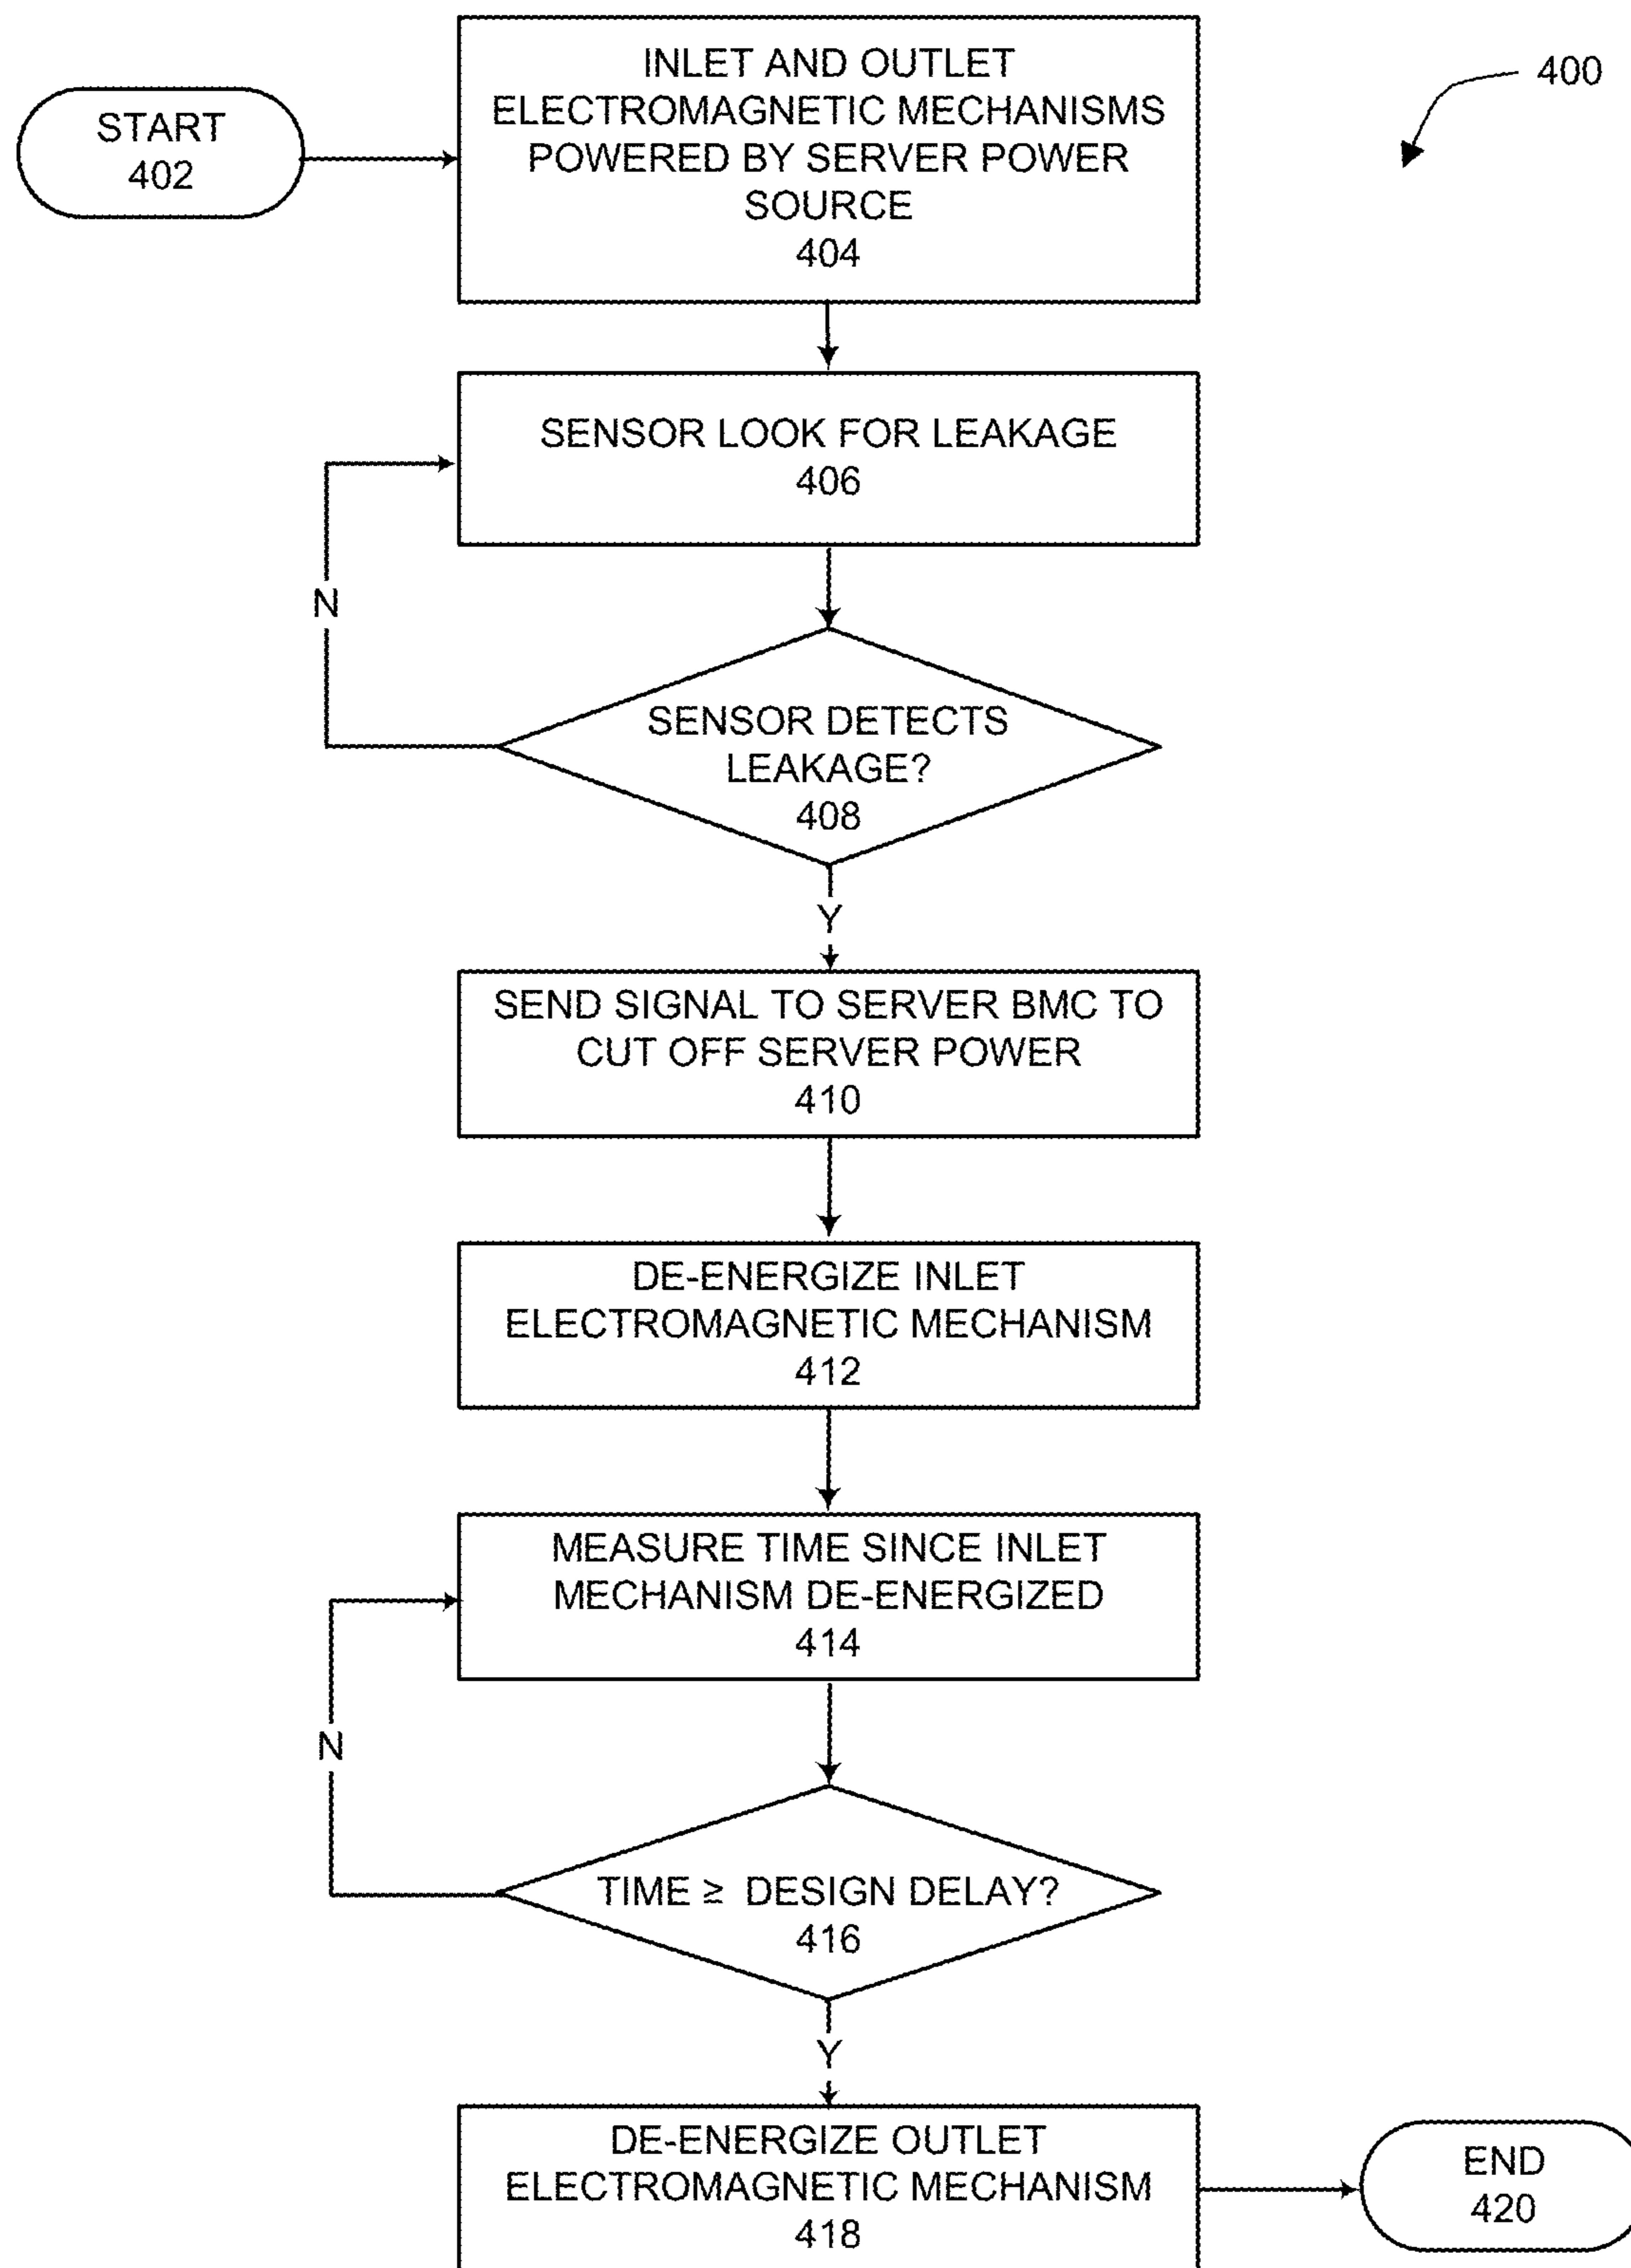 INLET AND OUTLET
ELECTROMAGNETIC MECHANISMS
POWERED BY SERVER POWER
SOURCE
404
400
START
402
SENSOR LOOK FOR LEAKAGE
406
N
SENSOR DETECTS
LEAKAGE?
408
Y
SEND SIGNAL TO SERVER BMC TO
CUT OFF SERVER POWER
410
DE-ENERGIZE INLET
ELECTROMAGNETIC MECHANISM
412
MEASURE TIME SINCE INLET
MECHANISM DE-ENERGIZED
414
N
TIME ≥ DESIGN DELAY?
416
Y
DE-ENERGIZE OUTLET
ELECTROMAGNETIC MECHANISM
418
END
420